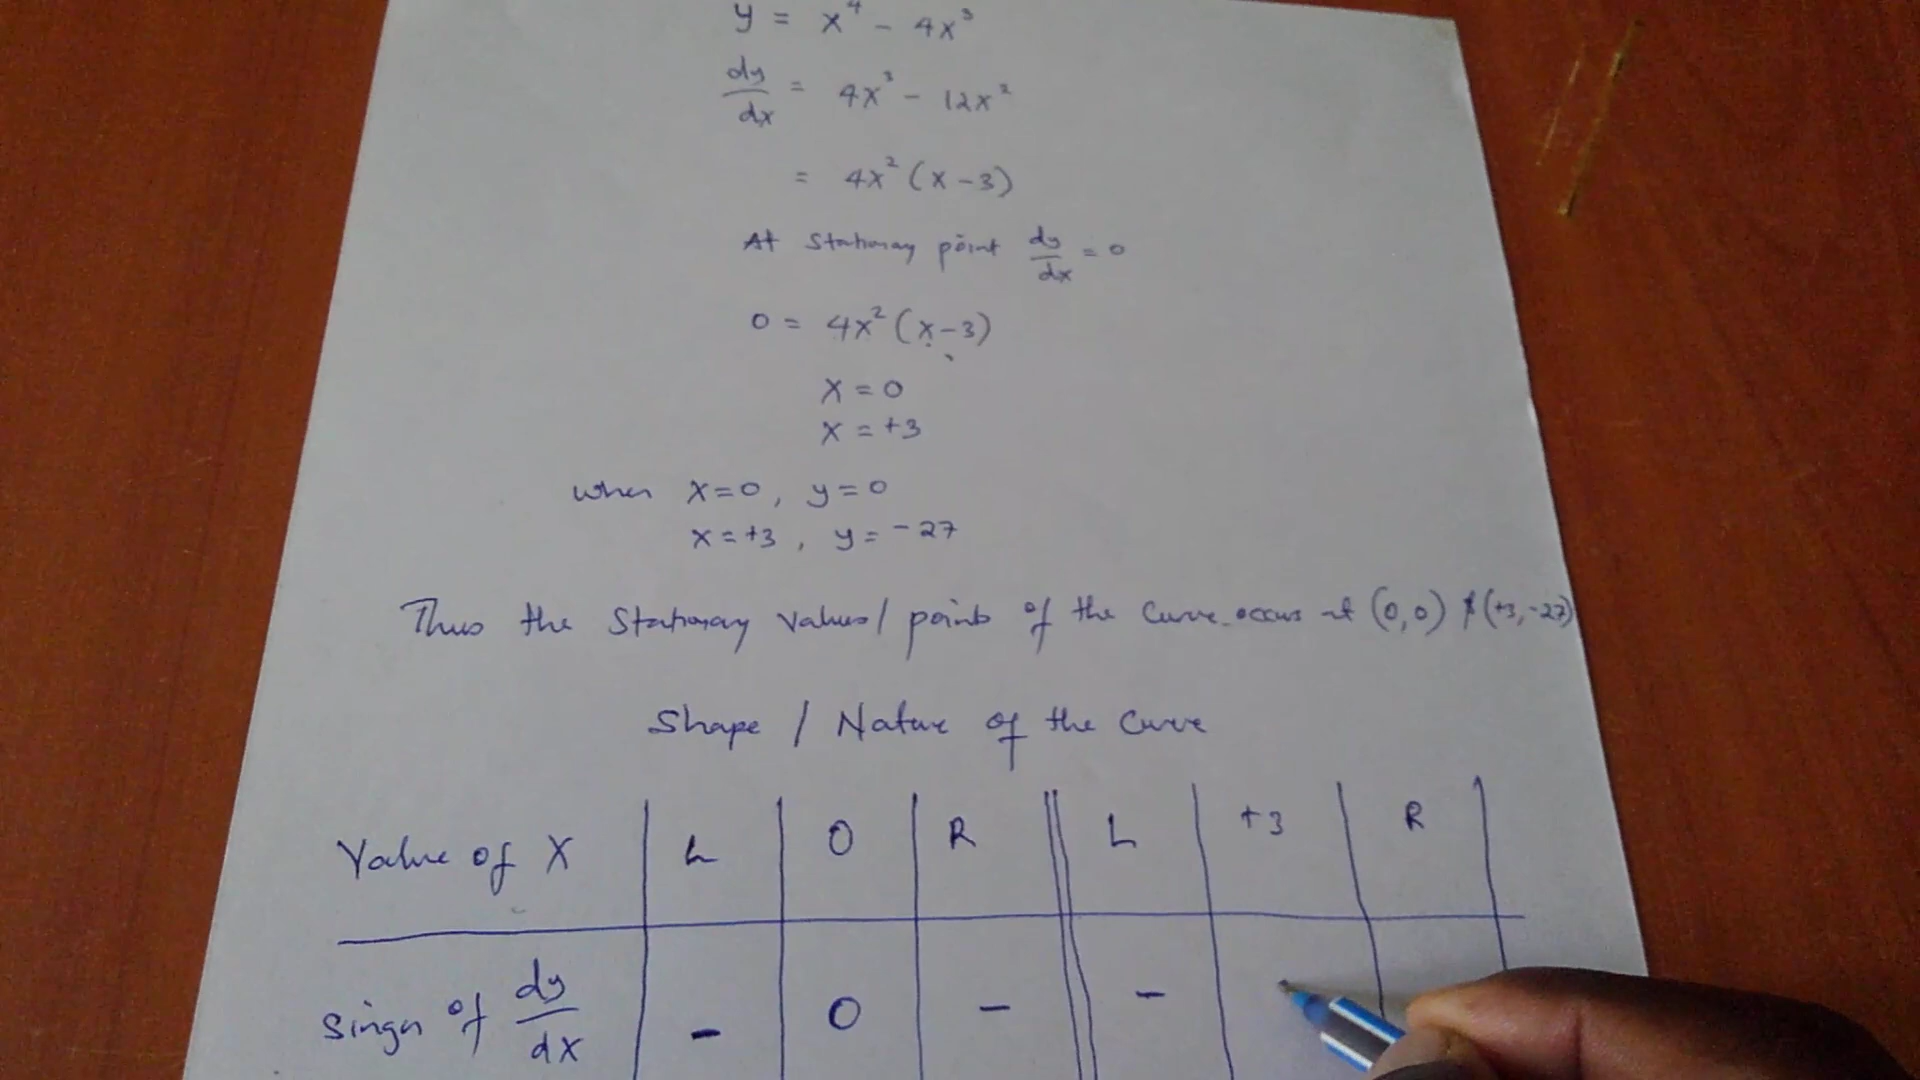 y = x⁴ - 4x³
dy/dx = 4x³ - 12x²
= 4x² (x-3)
At Stationary point dy/dx = 0
0 = 4x² (x-3)
x = 0
x = +3
when x=0, y=0
x=+3, y=-27
Thus the Stationary values/points of the Curve occurs at (0,0) & (+3,-27)
Shape / Nature of the Curve
Value of X | L | 0 | R || L | +3 | R
Singn of dy/dx | - | 0 | - || - |